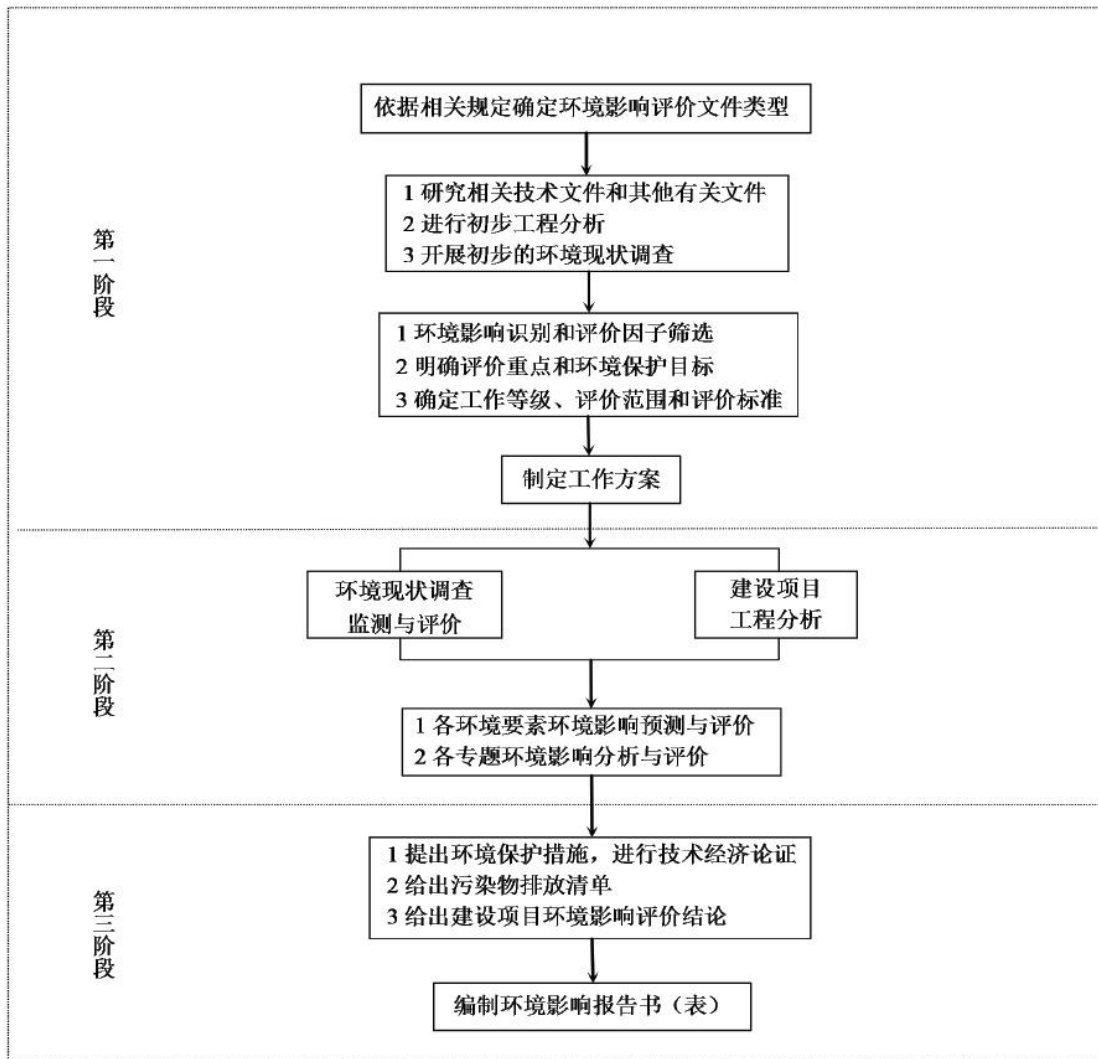 依据相关规定确定环境影响评价文件类型
1 研究相关技术文件和其他有关文件
2 进行初步工程分析
3 开展初步的环境现状调查
第一阶段
1 环境影响识别和评价因子筛选
2 明确评价重点和环境保护目标
3 确定工作等级、评价范围和评价标准
制定工作方案
环境现状调查
监测与评价
建设项目
工程分析
第二阶段
1 各环境要素环境影响预测与评价
2 各专题环境影响分析与评价
1 提出环境保护措施，进行技术经济论证
2 给出污染物排放清单
3 给出建设项目环境影响评价结论
第三阶段
编制环境影响报告书（表）